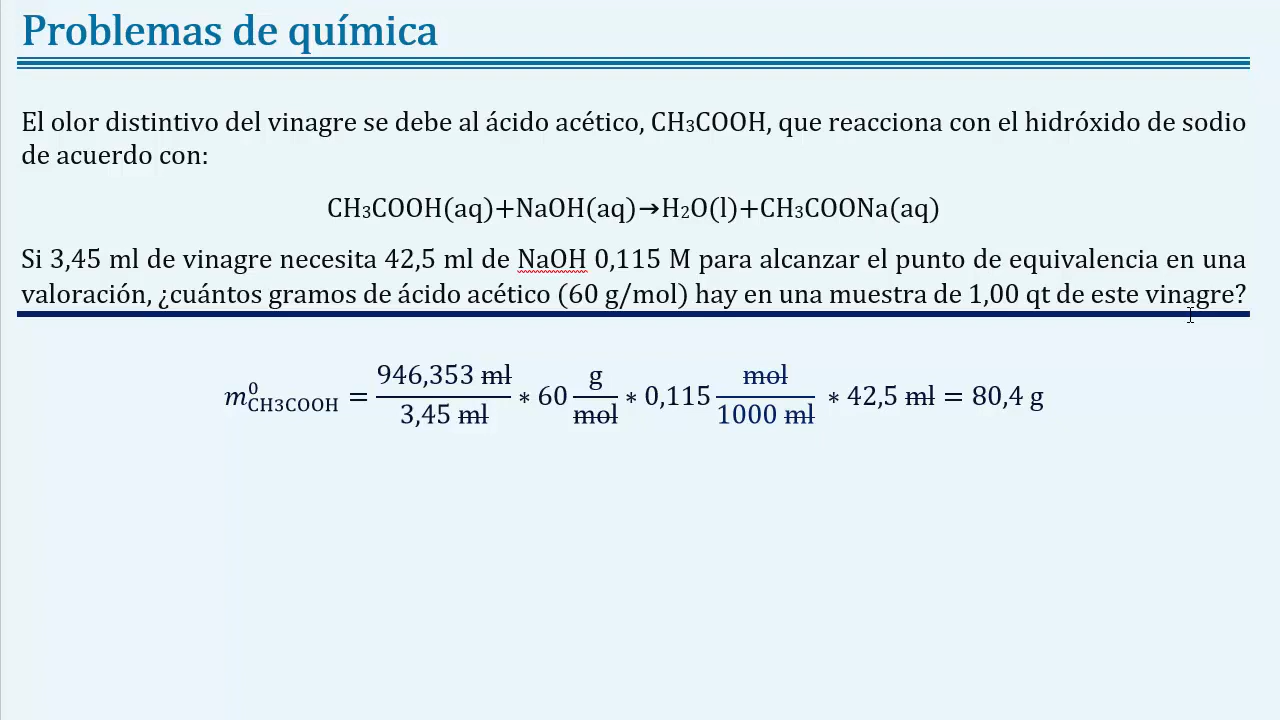 Problemas de química
El olor distintivo del vinagre se debe al ácido acético, CH₃COOH, que reacciona con el hidróxido de sodio
de acuerdo con:
CH₃COOH(aq)+NaOH(aq)➔H₂O(l)+CH₃COONa(aq)
Si 3,45 ml de vinagre necesita 42,5 ml de NaOH 0,115 M para alcanzar el punto de equivalencia en una
valoración, ¿cuántos gramos de ácido acético (60 g/mol) hay en una muestra de 1,00 qt de este vinagre?
m⁰CH3COOH = 946,353 ml / 3,45 ml ∗ 60 g / mol ∗ 0,115 mol / 1000 ml ∗ 42,5 ml = 80,4 g